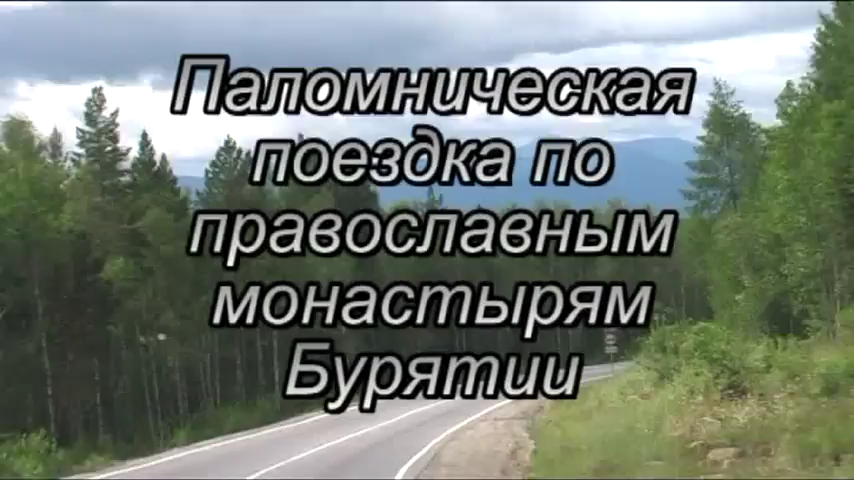 Паломническая
поездка по
православным
монастырям
Бурятии